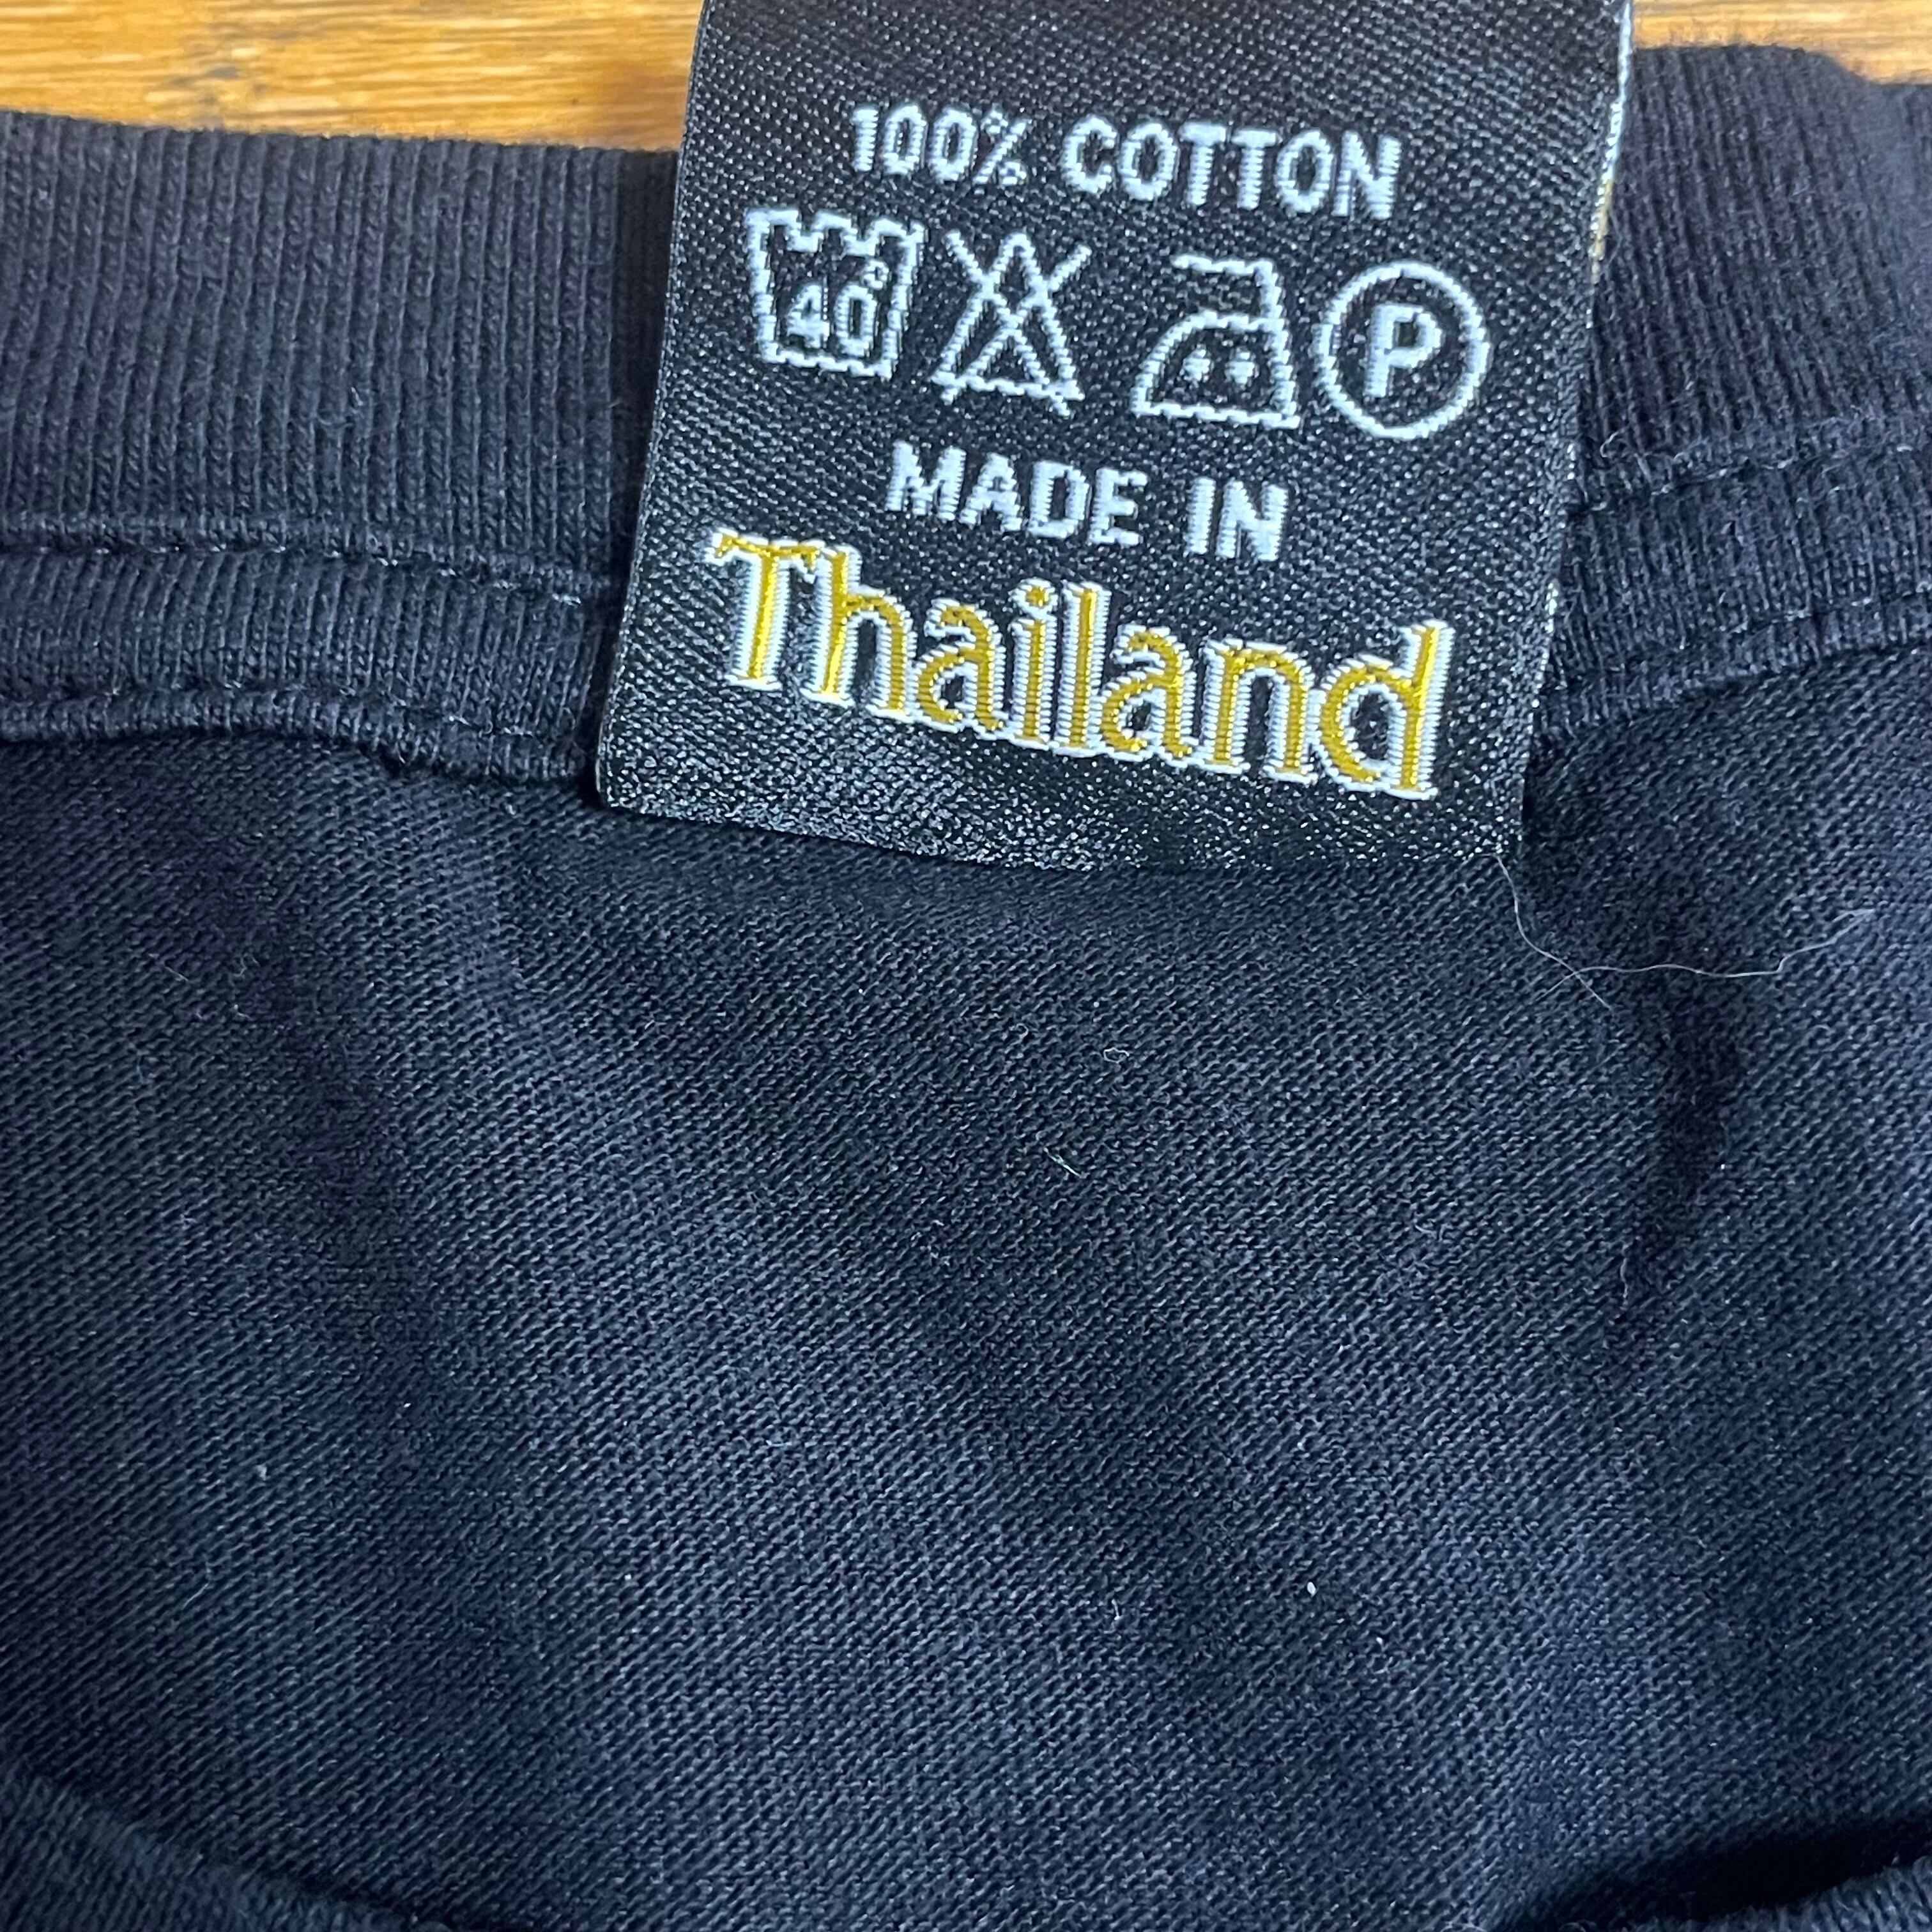 100% COTTON
40° P
MADE IN
Thailand